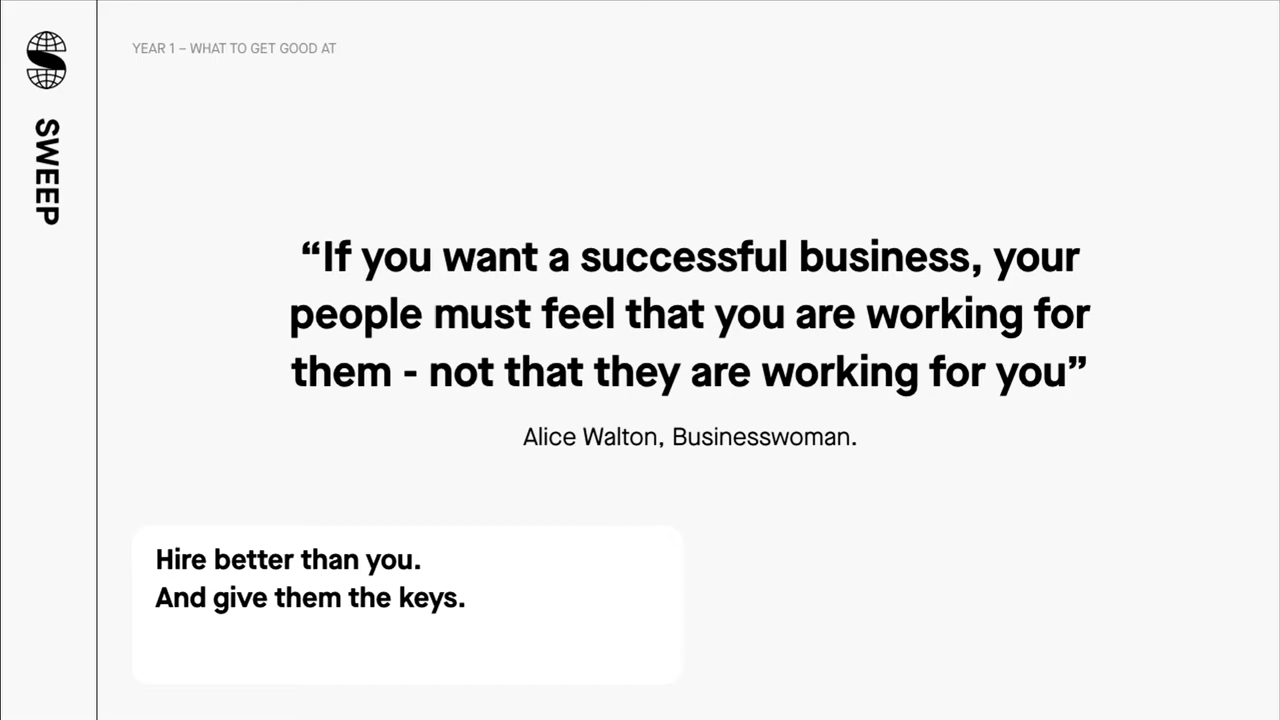 YEAR 1 – WHAT TO GET GOOD AT
SWEEP
“If you want a successful business, your
people must feel that you are working for
them - not that they are working for you”
Alice Walton, Businesswoman.
Hire better than you.
And give them the keys.